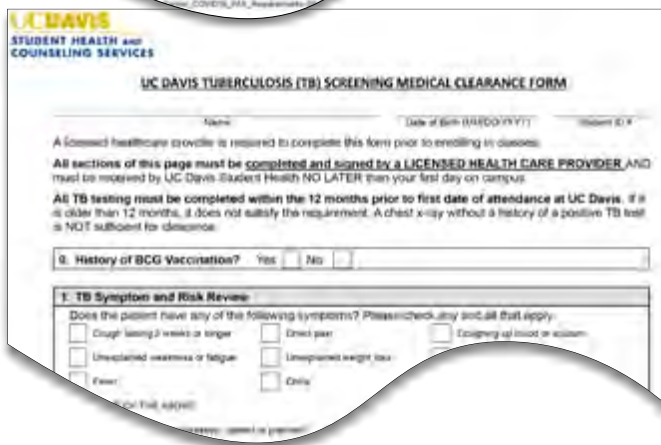 COVID19
UC DAVIS
STUDENT HEALTH AND
COUNSELING SERVICES
UC DAVIS TUBERCULOSIS (TB) SCREENING MEDICAL CLEARANCE FORM
Name Date of Birth (MM/DD/YYYY) Student ID #
A licensed healthcare provider is required to complete this form prior to enrolling in classes.
All sections of this page must be completed and signed by a LICENSED HEALTH CARE PROVIDER AND
must be received by UC Davis Student Health NO LATER than your first day on campus.
All TB testing must be completed within the 12 months prior to first date of attendance at UC Davis. If it
is older than 12 months, it does not satisfy the requirement. A chest x-ray without a history of a positive TB test
is NOT sufficient for clearance.
0. History of BCG Vaccination? Yes No
1. TB Symptom and Risk Review
Does the patient have any of the following symptoms? Please check any and all that apply.
Cough lasting 3 weeks or longer Chest pain Coughing up blood or sputum
Unexplained weakness or fatigue Unexplained weight loss
Fever Chills
OF THE ABOVE